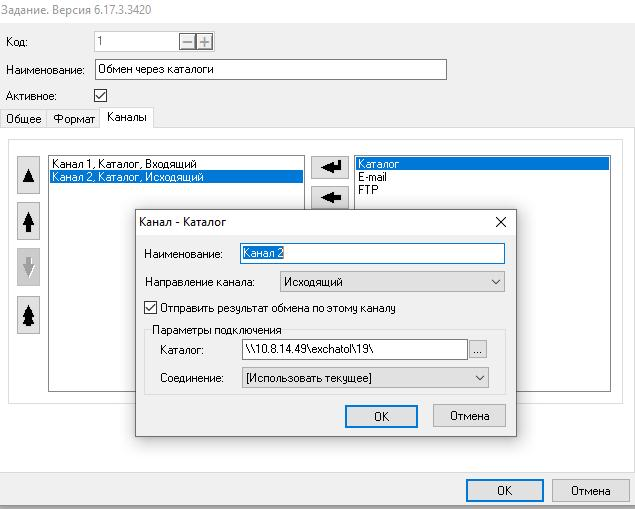 Задание. Версия 6.17.3.3420
Код: 1
Наименование: Обмен через каталоги
Активное:
Общее Формат Каналы
Канал 1, Каталог, Входящий
Канал 2, Каталог, Исходящий
Каталог
E-mail
FTP
Канал - Каталог
Наименование: Канал 2
Направление канала: Исходящий
Отправить результат обмена по этому каналу
Параметры подключения
Каталог: \\10.8.14.49\exchatol\19\ ...
Соединение: [Использовать текущее]
OK Отмена
OK Отмена